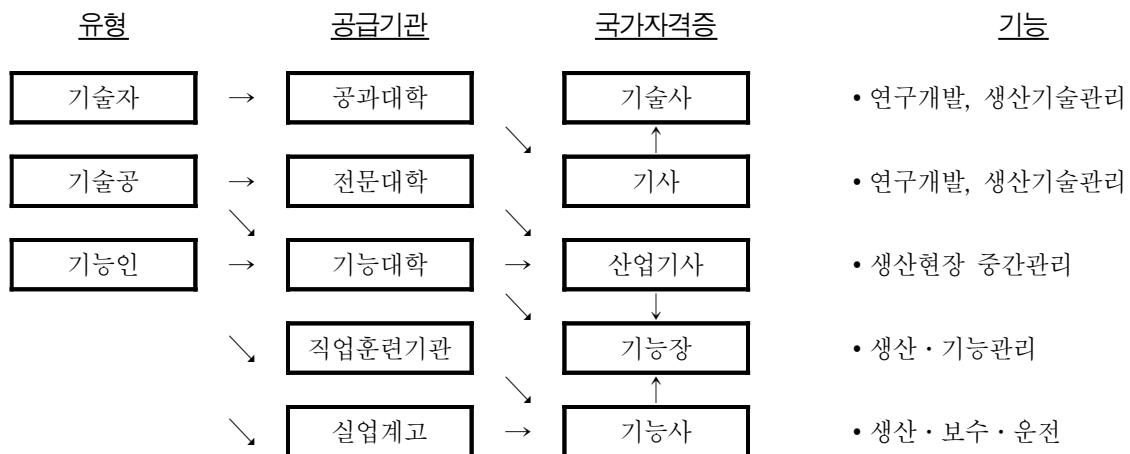 유형 공급기관 국가자격증 기능
기술자 → 공과대학 기술사 • 연구개발, 생산기술관리
↘ ↑
기술공 → 전문대학 기사 • 연구개발, 생산기술관리
↘ ↘
기능인 → 기능대학 → 산업기사 • 생산현장 중간관리
↘ ↓
↘ 직업훈련기관 기능장 • 생산 · 기능관리
↘ ↑
↘ 실업계고 → 기능사 • 생산 · 보수 · 운전